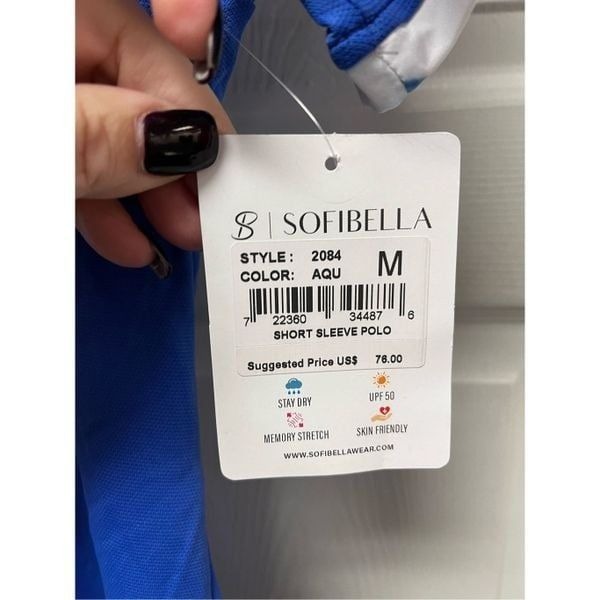 SB | SOFIBELLA
STYLE: 2084
COLOR: AQU M
7 22360 34487 6
SHORT SLEEVE POLO
Suggested Price US$ 76.00
STAY DRY
UPF 50
MEMORY STRETCH
SKIN FRIENDLY
WWW.SOFIBELLAWEAR.COM